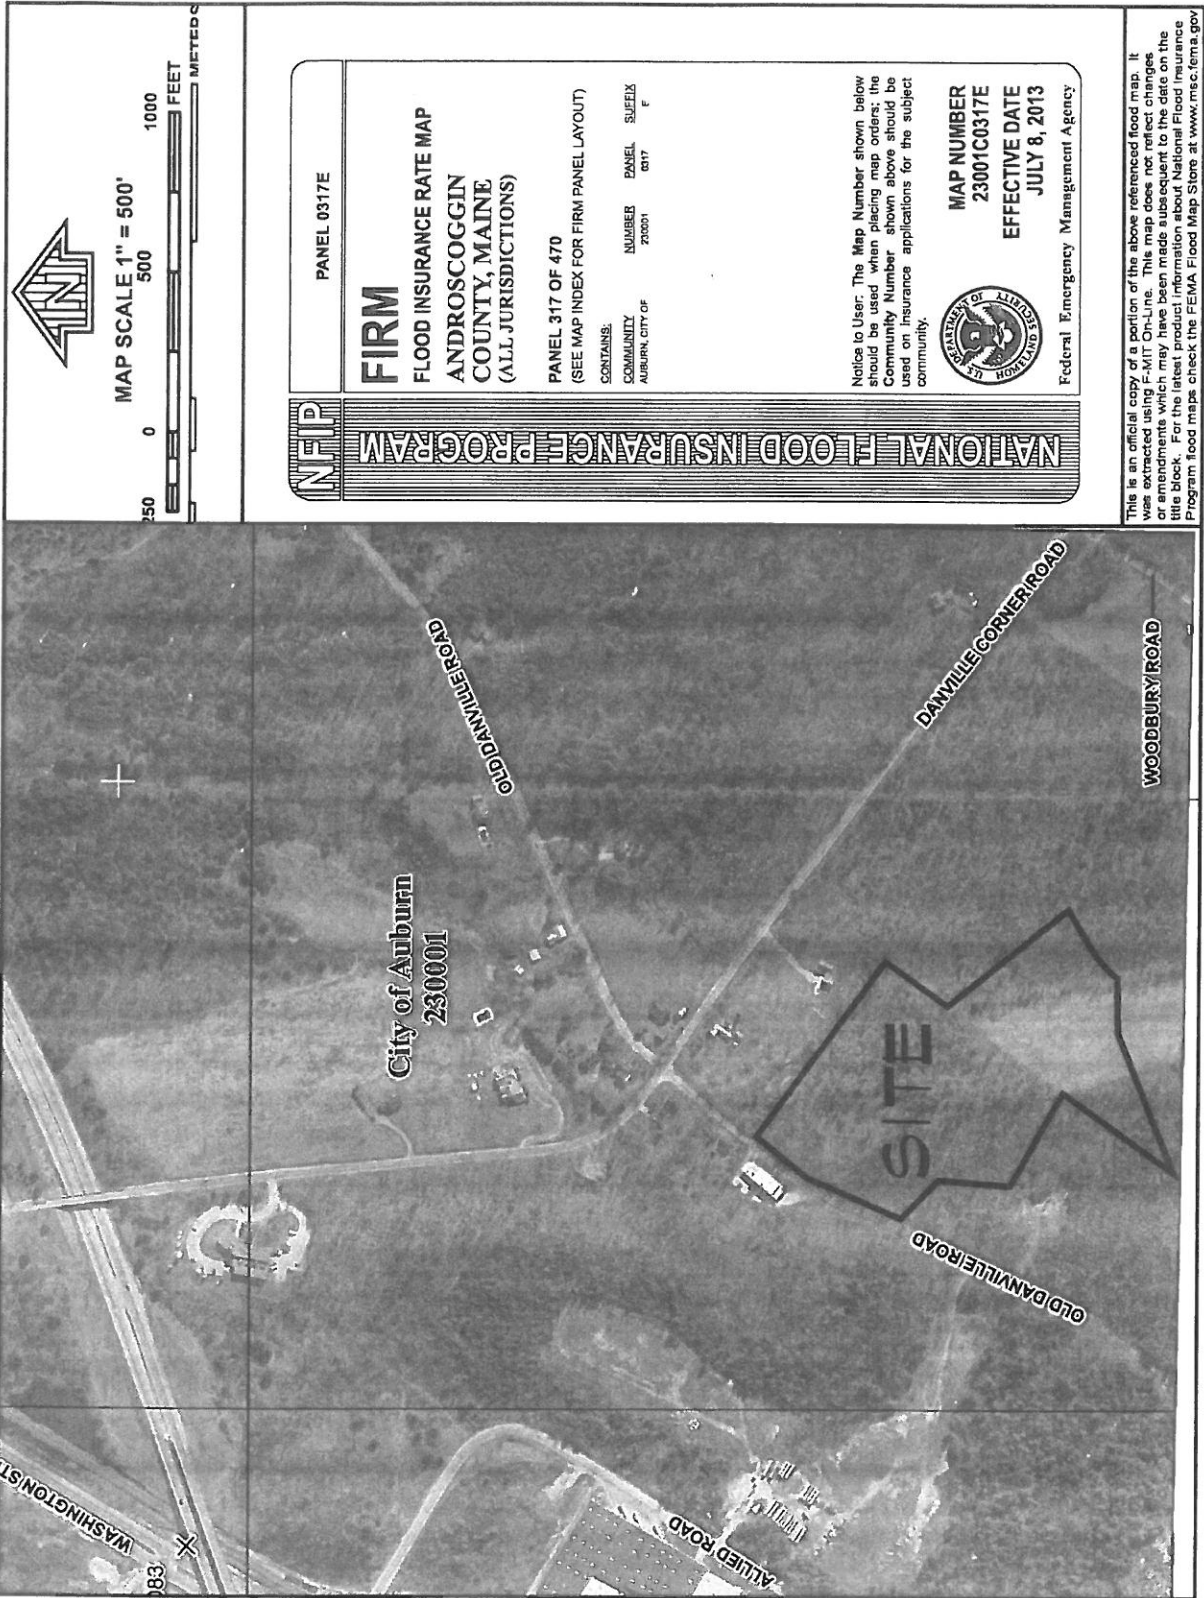 N
MAP SCALE 1" = 500'
250 0 500 1000
FEET
METERS
NFIP
NATIONAL FLOOD INSURANCE PROGRAM
PANEL 0317E
FIRM
FLOOD INSURANCE RATE MAP
ANDROSCOGGIN
COUNTY, MAINE
(ALL JURISDICTIONS)
PANEL 317 OF 470
(SEE MAP INDEX FOR FIRM PANEL LAYOUT)
CONTAINS:
COMMUNITY NUMBER PANEL SUFFIX
AUBURN, CITY OF 230001 0317 E
Notice to User: The Map Number shown below
should be used when placing map orders; the
Community Number shown above should be
used on insurance applications for the subject
community.
U.S. DEPARTMENT OF
HOMELAND SECURITY
MAP NUMBER
23001C0317E
EFFECTIVE DATE
JULY 8, 2013
Federal Emergency Management Agency
This is an official copy of a portion of the above referenced flood map. It
was extracted using F-MIT On-Line. This map does not reflect changes
or amendments which may have been made subsequent to the date on the
title block. For the latest product information about National Flood Insurance
Program flood maps check the FEMA Flood Map Store at www.msc.fema.gov
WASHINGTON ST
083
City of Auburn
230001
OLD DANVILLE ROAD
DANVILLE CORNER ROAD
WOODBURY ROAD
SITE
OLD DANVILLE ROAD
ALLIED ROAD